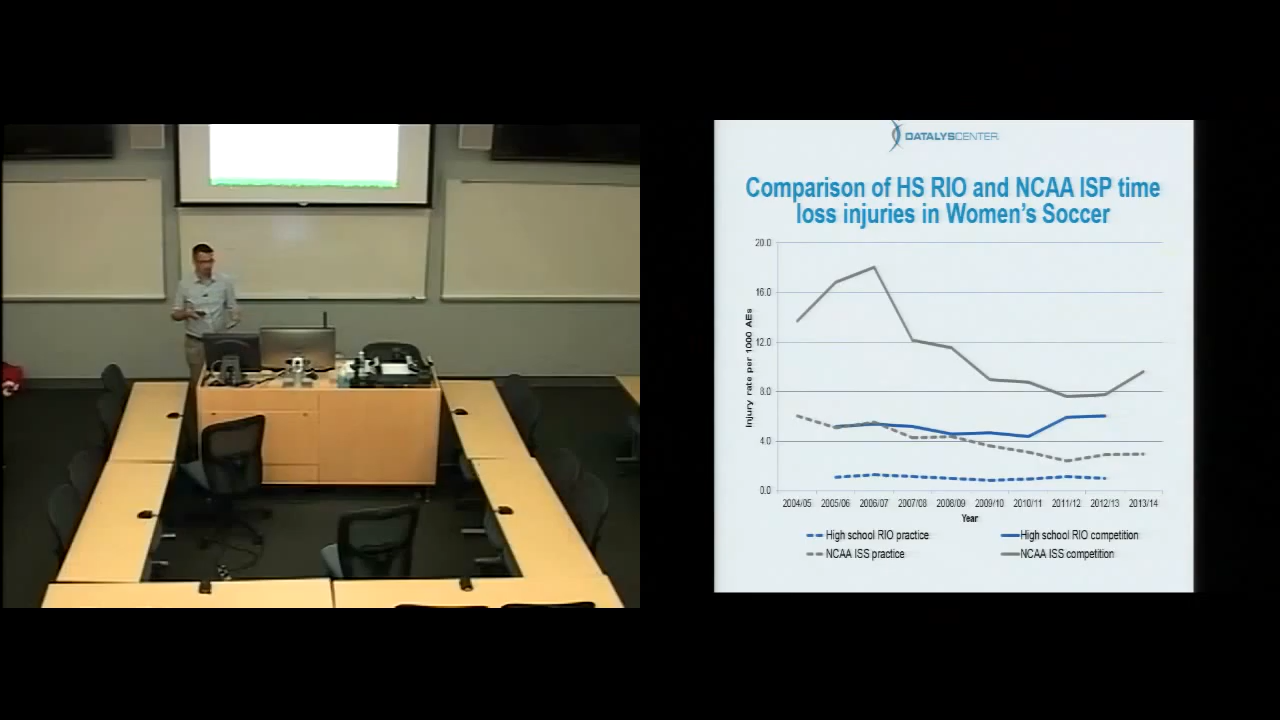 DATALYSCENTER
Comparison of HS RIO and NCAA ISP time
loss injuries in Women's Soccer
20.0
16.0
12.0
8.0
4.0
0.0
Injury rate per 1000 AEs
2004/05 2005/06 2006/07 2007/08 2008/09 2009/10 2010/11 2011/12 2012/13 2013/14
Year
High school RIO practice
High school RIO competition
NCAA ISS practice
NCAA ISS competition